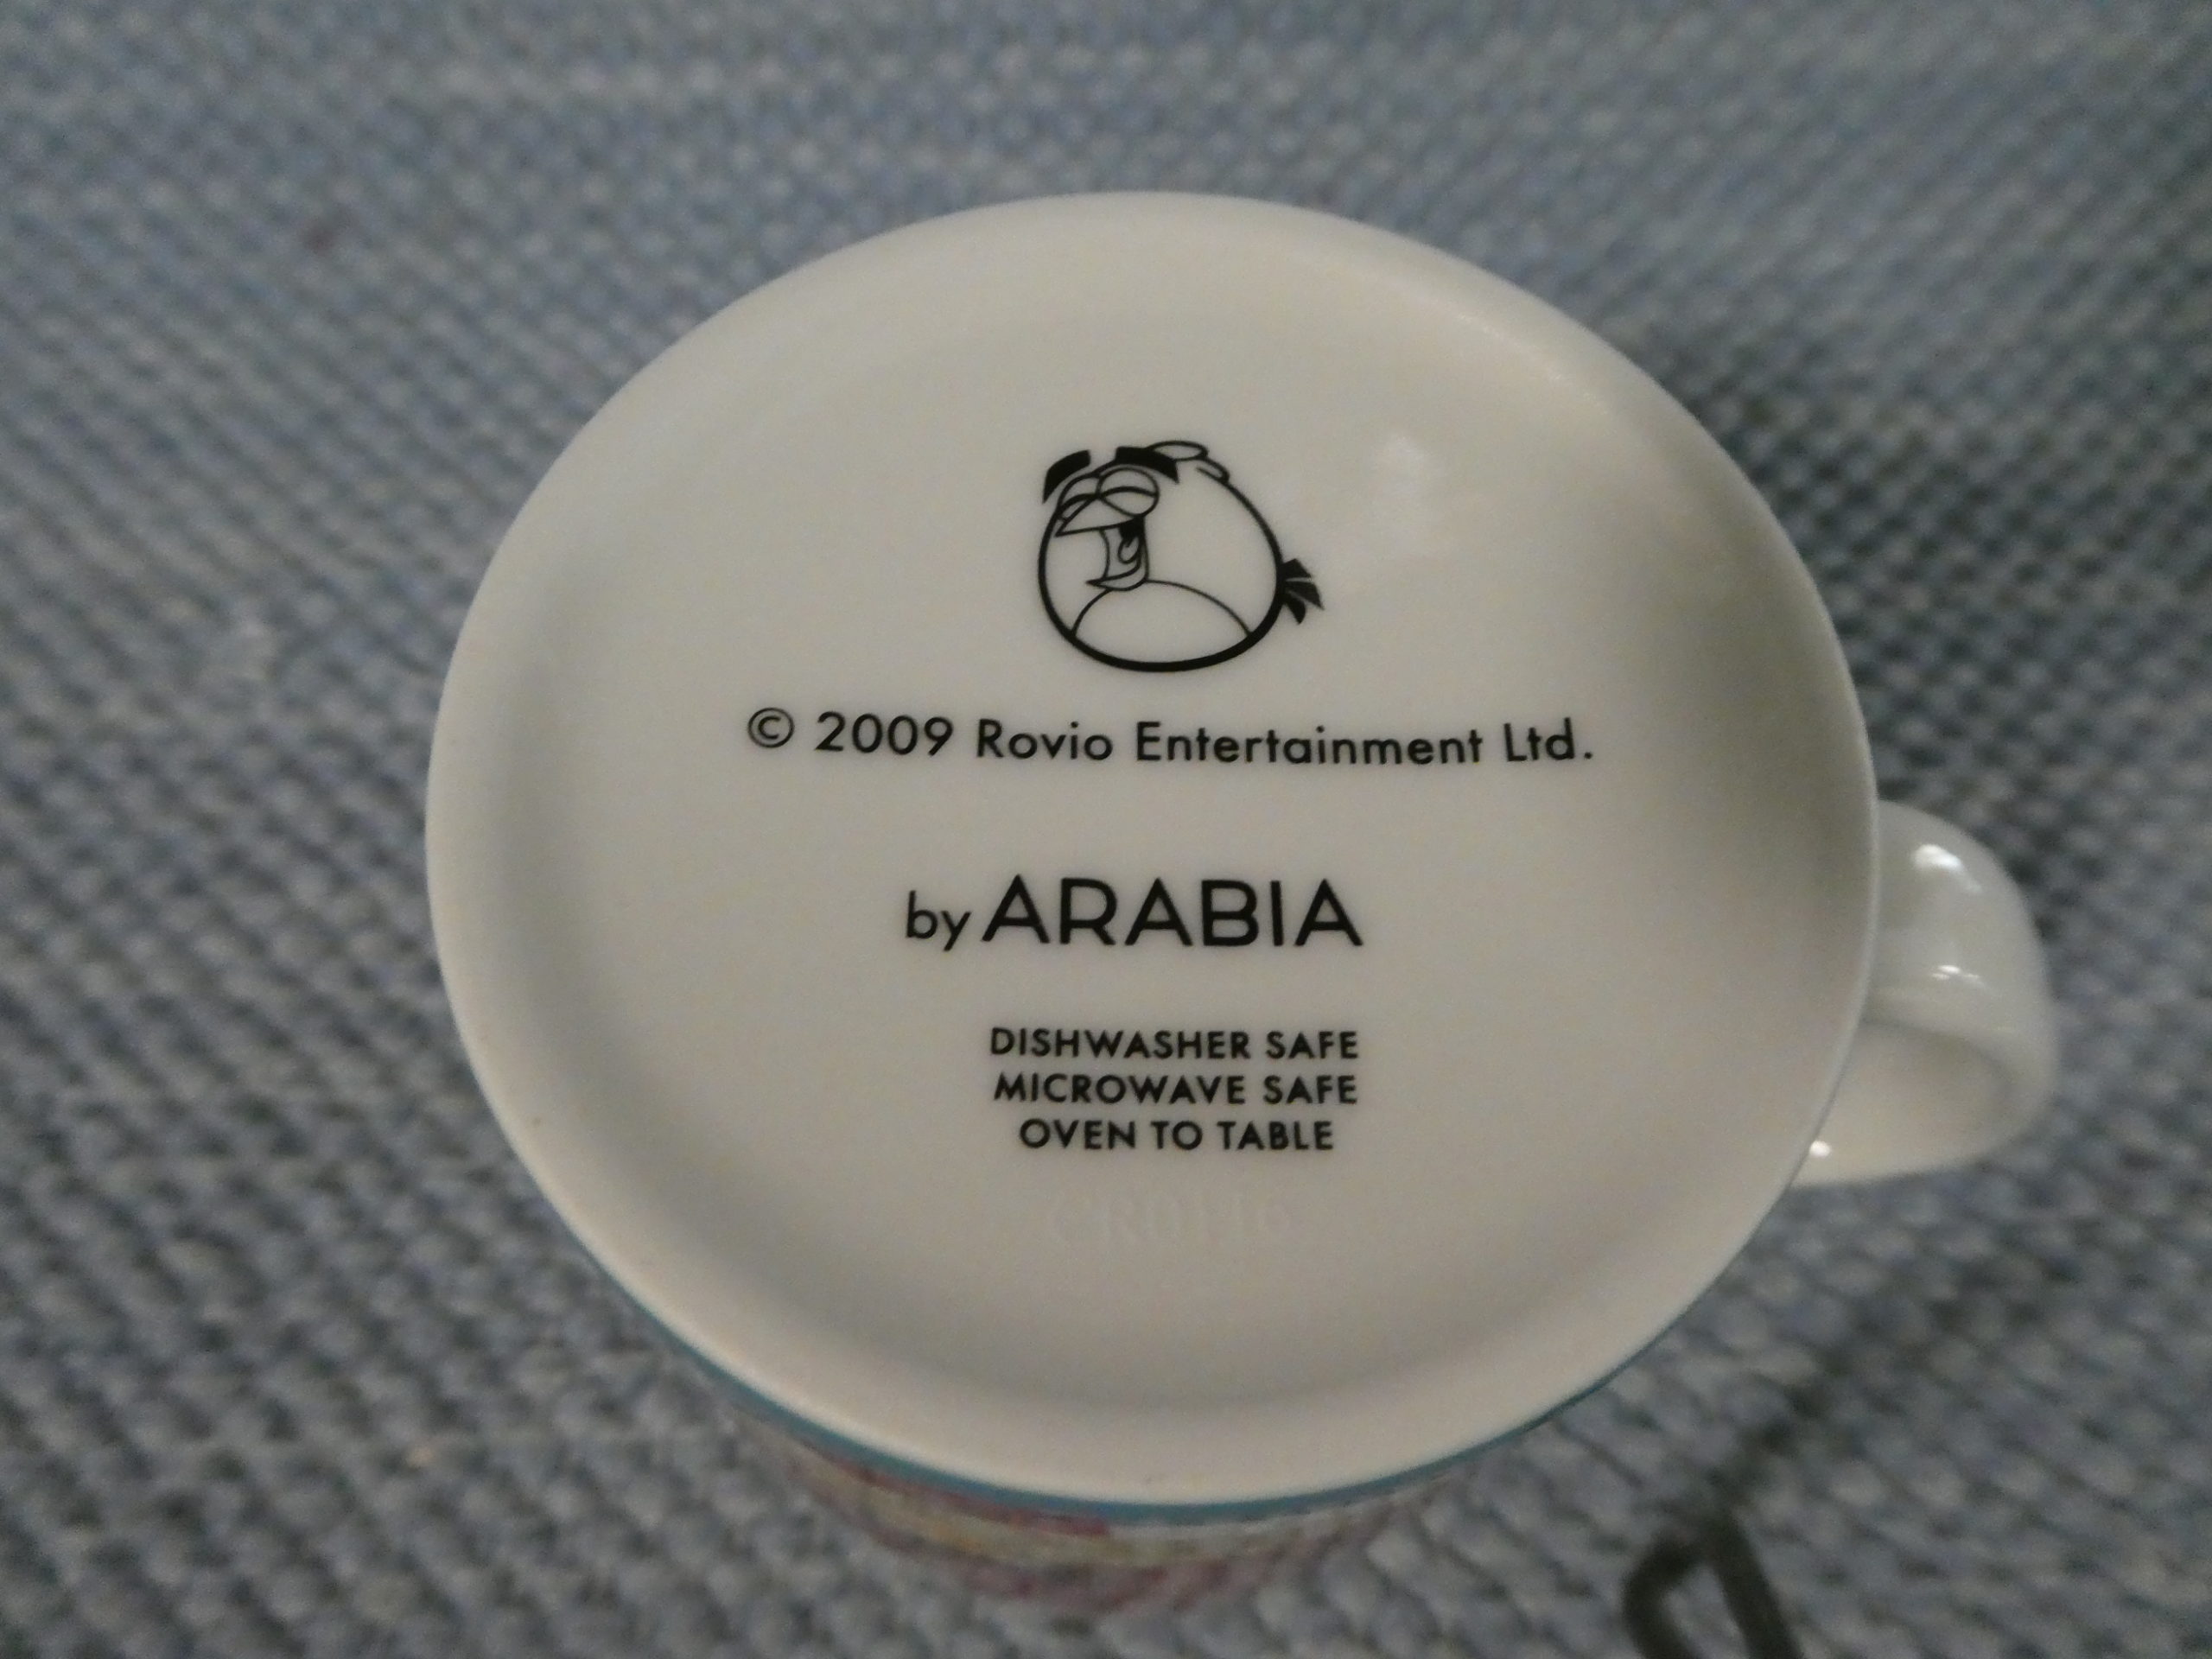 © 2009 Rovio Entertainment Ltd.
by ARABIA
DISHWASHER SAFE
MICROWAVE SAFE
OVEN TO TABLE